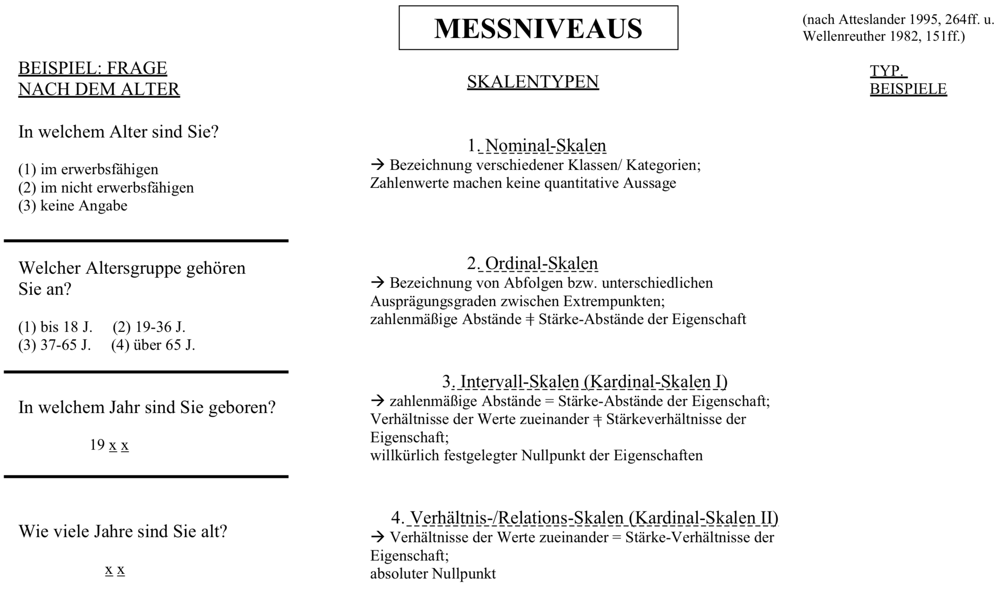 MESSNIVEAUS
(nach Atteslander 1995, 264ff. u.
Wellenreuther 1982, 151ff.)
BEISPIEL: FRAGE
NACH DEM ALTER
SKALENTYPEN
TYP.
BEISPIELE
In welchem Alter sind Sie?
(1) im erwerbsfähigen
(2) im nicht erwerbsfähigen
(3) keine Angabe
1. Nominal-Skalen
→ Bezeichnung verschiedener Klassen/ Kategorien;
Zahlenwerte machen keine quantitative Aussage
Welcher Altersgruppe gehören
Sie an?
(1) bis 18 J. (2) 19-36 J.
(3) 37-65 J. (4) über 65 J.
2. Ordinal-Skalen
→ Bezeichnung von Abfolgen bzw. unterschiedlichen
Ausprägungsgraden zwischen Extrempunkten;
zahlenmäßige Abstände ǂ Stärke-Abstände der Eigenschaft
In welchem Jahr sind Sie geboren?
19 x x
3. Intervall-Skalen (Kardinal-Skalen I)
→ zahlenmäßige Abstände = Stärke-Abstände der Eigenschaft;
Verhältnisse der Werte zueinander ǂ Stärkeverhältnisse der
Eigenschaft;
willkürlich festgelegter Nullpunkt der Eigenschaften
Wie viele Jahre sind Sie alt?
x x
4. Verhältnis-/Relations-Skalen (Kardinal-Skalen II)
→ Verhältnisse der Werte zueinander = Stärke-Verhältnisse der
Eigenschaft;
absoluter Nullpunkt